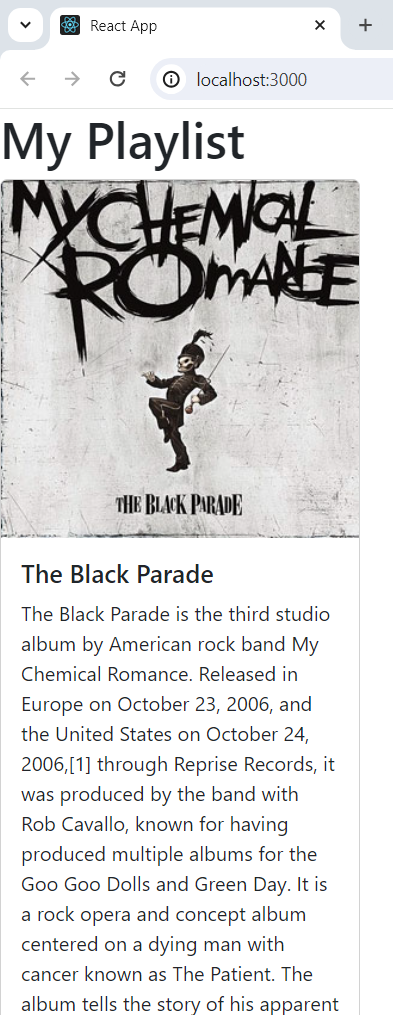 React App
localhost:3000
My Playlist
MY CHEMICAL
ROMANCE
THE BLACK PARADE
The Black Parade
The Black Parade is the third studio
album by American rock band My
Chemical Romance. Released in
Europe on October 23, 2006, and
the United States on October 24,
2006,[1] through Reprise Records, it
was produced by the band with
Rob Cavallo, known for having
produced multiple albums for the
Goo Goo Dolls and Green Day. It is
a rock opera and concept album
centered on a dying man with
cancer known as The Patient. The
album tells the story of his apparent